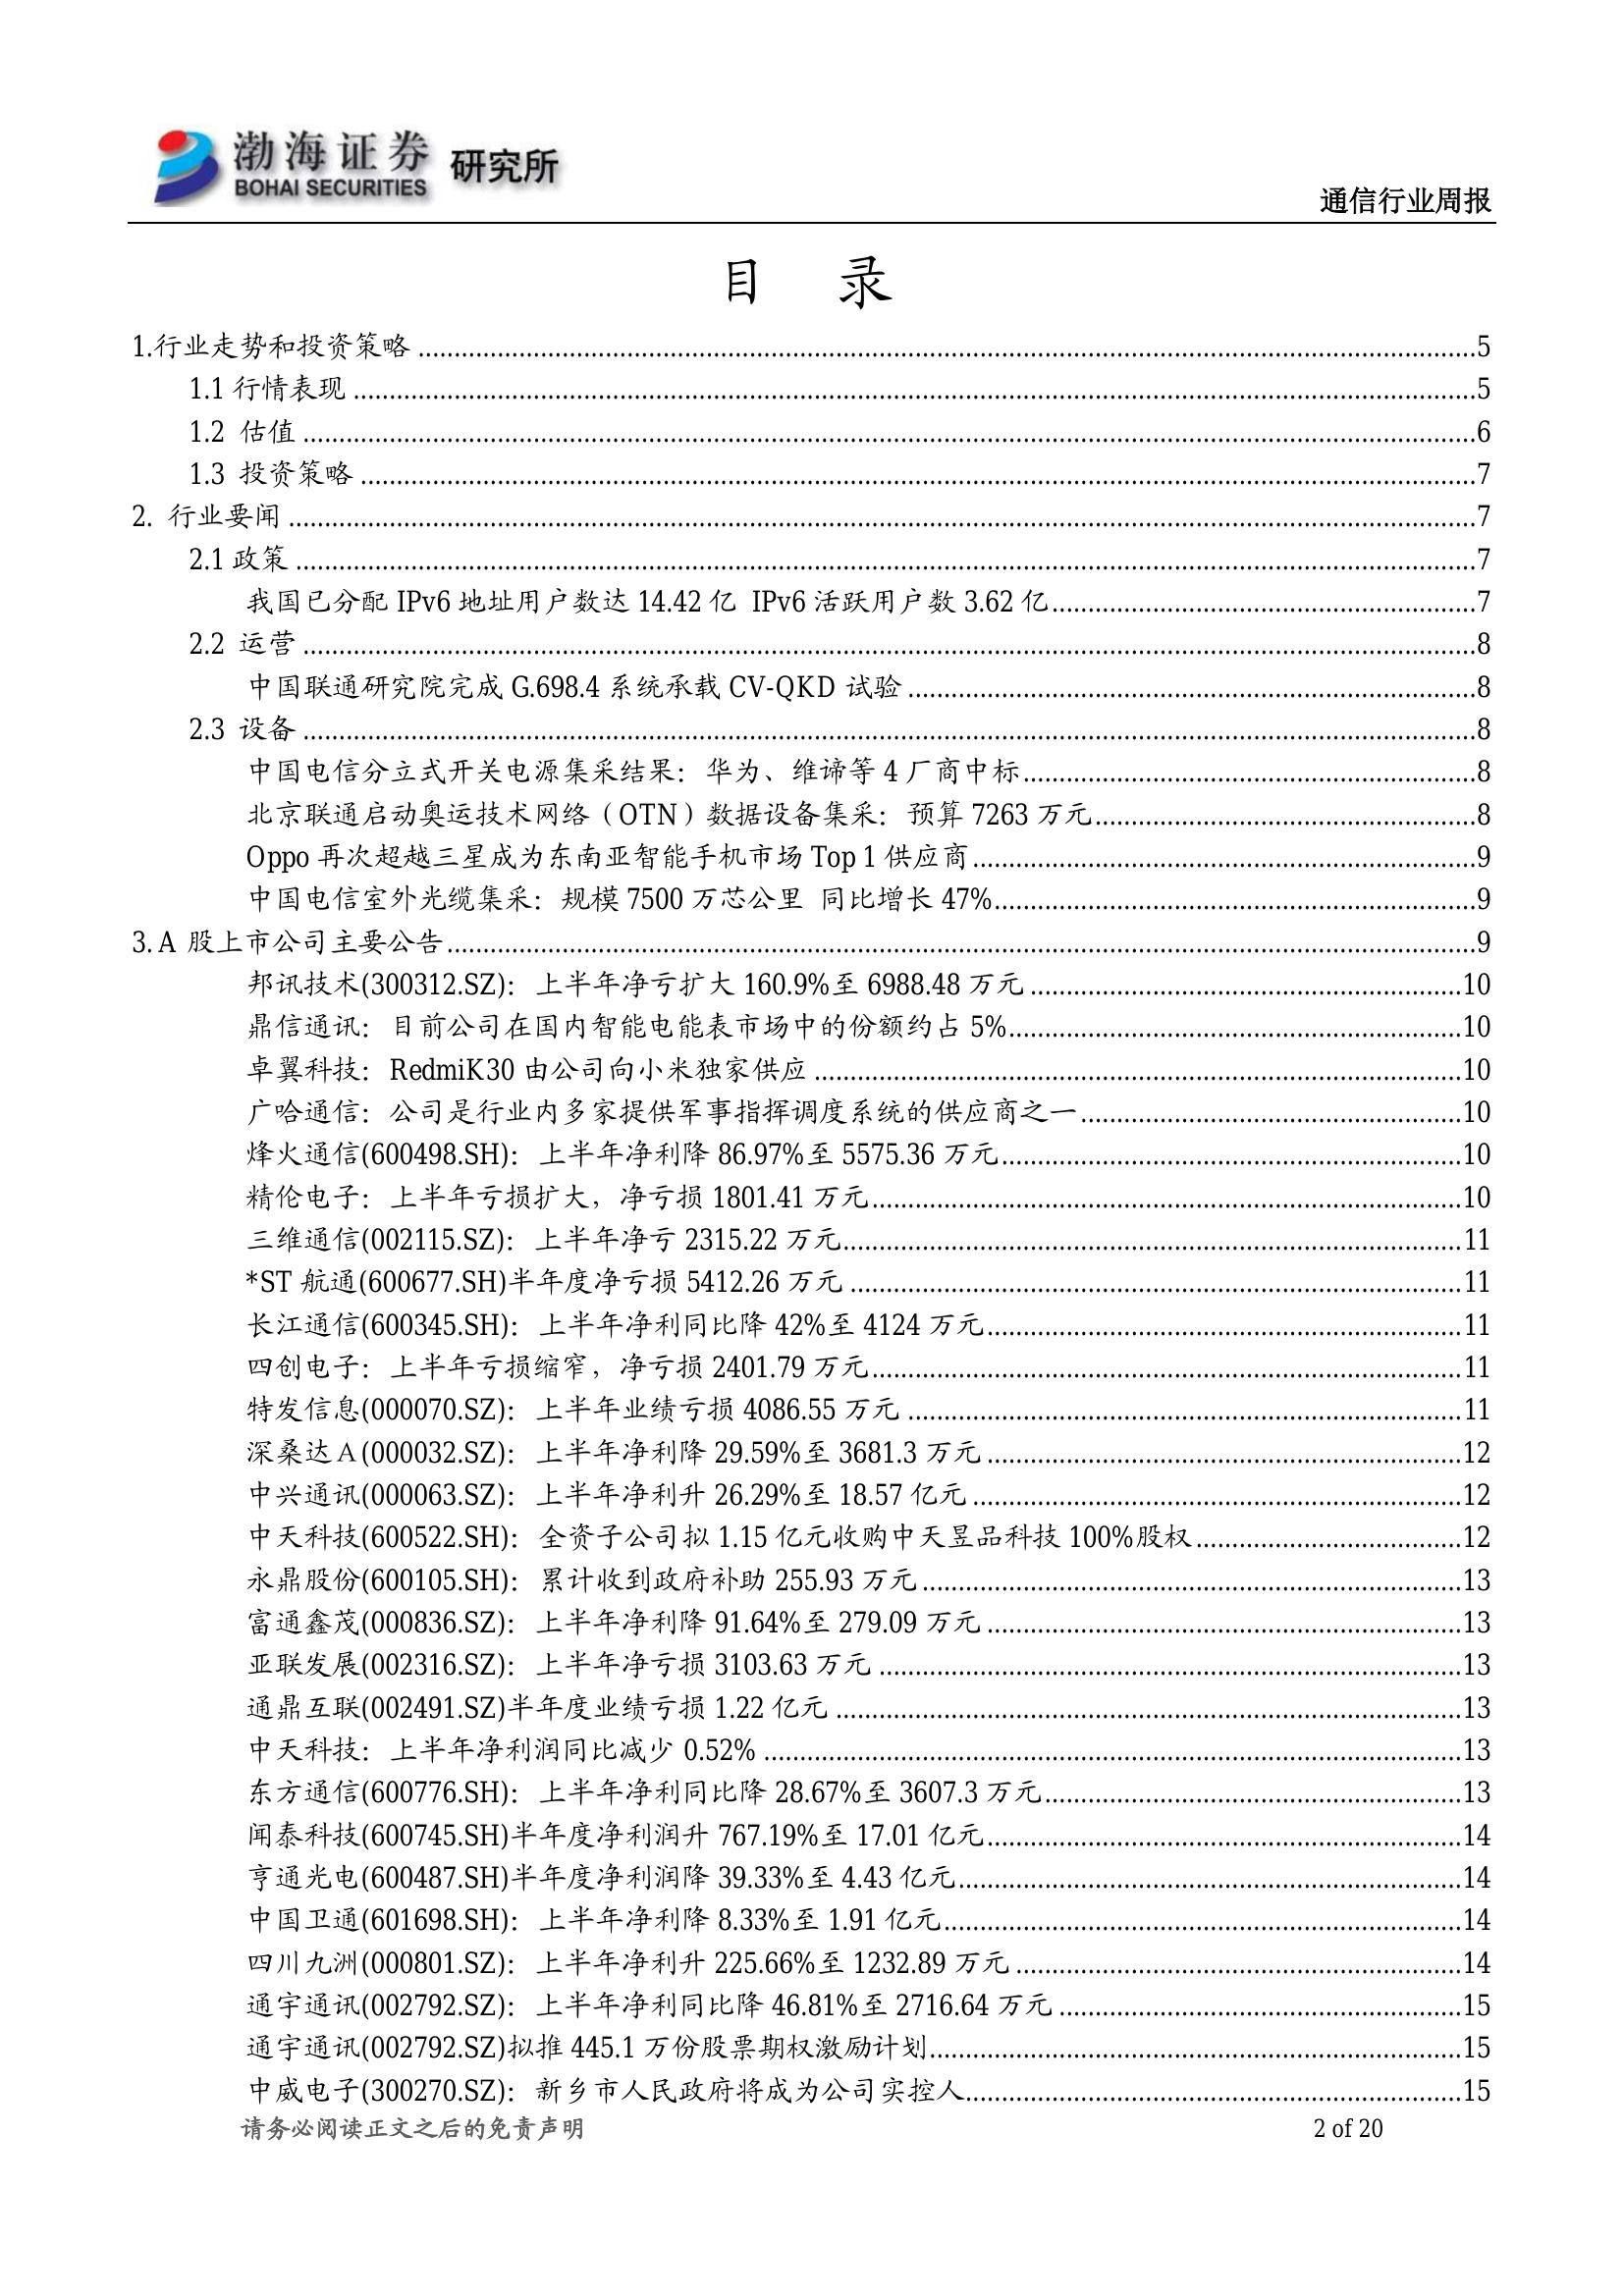 渤海证券
BOHAI SECURITIES
研究所
通信行业周报
目 录
1.行业走势和投资策略 ........ 5
1.1 行情表现 ........ 5
1.2 估值 ........ 6
1.3 投资策略 ........ 7
2. 行业要闻 ........ 7
2.1 政策 ........ 7
我国已分配 IPv6 地址用户数达 14.42 亿 IPv6 活跃用户数 3.62 亿 ........ 7
2.2 运营 ........ 8
中国联通研究院完成 G.698.4 系统承载 CV-QKD 试验 ........ 8
2.3 设备 ........ 8
中国电信分立式开关电源集采结果：华为、维谛等 4 厂商中标 ........ 8
北京联通启动奥运技术网络（OTN）数据设备集采：预算 7263 万元 ........ 8
Oppo 再次超越三星成为东南亚智能手机市场 Top 1 供应商 ........ 9
中国电信室外光缆集采：规模 7500 万芯公里 同比增长 47% ........ 9
3. A 股上市公司主要公告 ........ 9
邦讯技术(300312.SZ)：上半年净亏扩大 160.9%至 6988.48 万元 ........ 10
鼎信通讯：目前公司在国内智能电能表市场中的份额约占 5% ........ 10
卓翼科技：RedmiK30 由公司向小米独家供应 ........ 10
广哈通信：公司是行业内多家提供军事指挥调度系统的供应商之一 ........ 10
烽火通信(600498.SH)：上半年净利降 86.97%至 5575.36 万元 ........ 10
精伦电子：上半年亏损扩大，净亏损 1801.41 万元 ........ 10
三维通信(002115.SZ)：上半年净亏 2315.22 万元 ........ 11
*ST 航通(600677.SH)半年度净亏损 5412.26 万元 ........ 11
长江通信(600345.SH)：上半年净利同比降 42%至 4124 万元 ........ 11
四创电子：上半年亏损缩窄，净亏损 2401.79 万元 ........ 11
特发信息(000070.SZ)：上半年业绩亏损 4086.55 万元 ........ 11
深桑达Ａ(000032.SZ)：上半年净利降 29.59%至 3681.3 万元 ........ 12
中兴通讯(000063.SZ)：上半年净利升 26.29%至 18.57 亿元 ........ 12
中天科技(600522.SH)：全资子公司拟 1.15 亿元收购中天昱品科技 100%股权 ........ 12
永鼎股份(600105.SH)：累计收到政府补助 255.93 万元 ........ 13
富通鑫茂(000836.SZ)：上半年净利降 91.64%至 279.09 万元 ........ 13
亚联发展(002316.SZ)：上半年净亏损 3103.63 万元 ........ 13
通鼎互联(002491.SZ)半年度业绩亏损 1.22 亿元 ........ 13
中天科技：上半年净利润同比减少 0.52% ........ 13
东方通信(600776.SH)：上半年净利同比降 28.67%至 3607.3 万元 ........ 13
闻泰科技(600745.SH)半年度净利润升 767.19%至 17.01 亿元 ........ 14
亨通光电(600487.SH)半年度净利润降 39.33%至 4.43 亿元 ........ 14
中国卫通(601698.SH)：上半年净利降 8.33%至 1.91 亿元 ........ 14
四川九洲(000801.SZ)：上半年净利升 225.66%至 1232.89 万元 ........ 14
通宇通讯(002792.SZ)：上半年净利同比降 46.81%至 2716.64 万元 ........ 15
通宇通讯(002792.SZ)拟推 445.1 万份股票期权激励计划 ........ 15
中威电子(300270.SZ)：新乡市人民政府将成为公司实控人 ........ 15
请务必阅读正文之后的免责声明 2 of 20